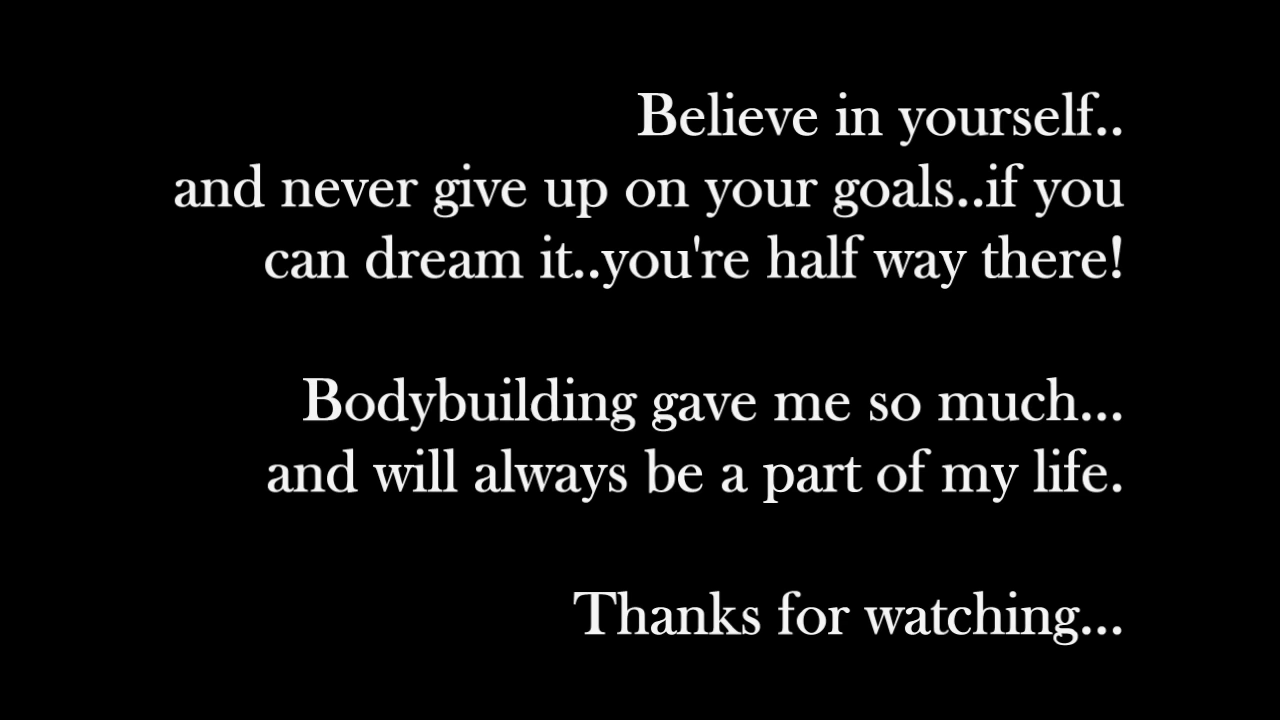 Believe in yourself..
and never give up on your goals..if you
can dream it..you're half way there!
Bodybuilding gave me so much...
and will always be a part of my life.
Thanks for watching...